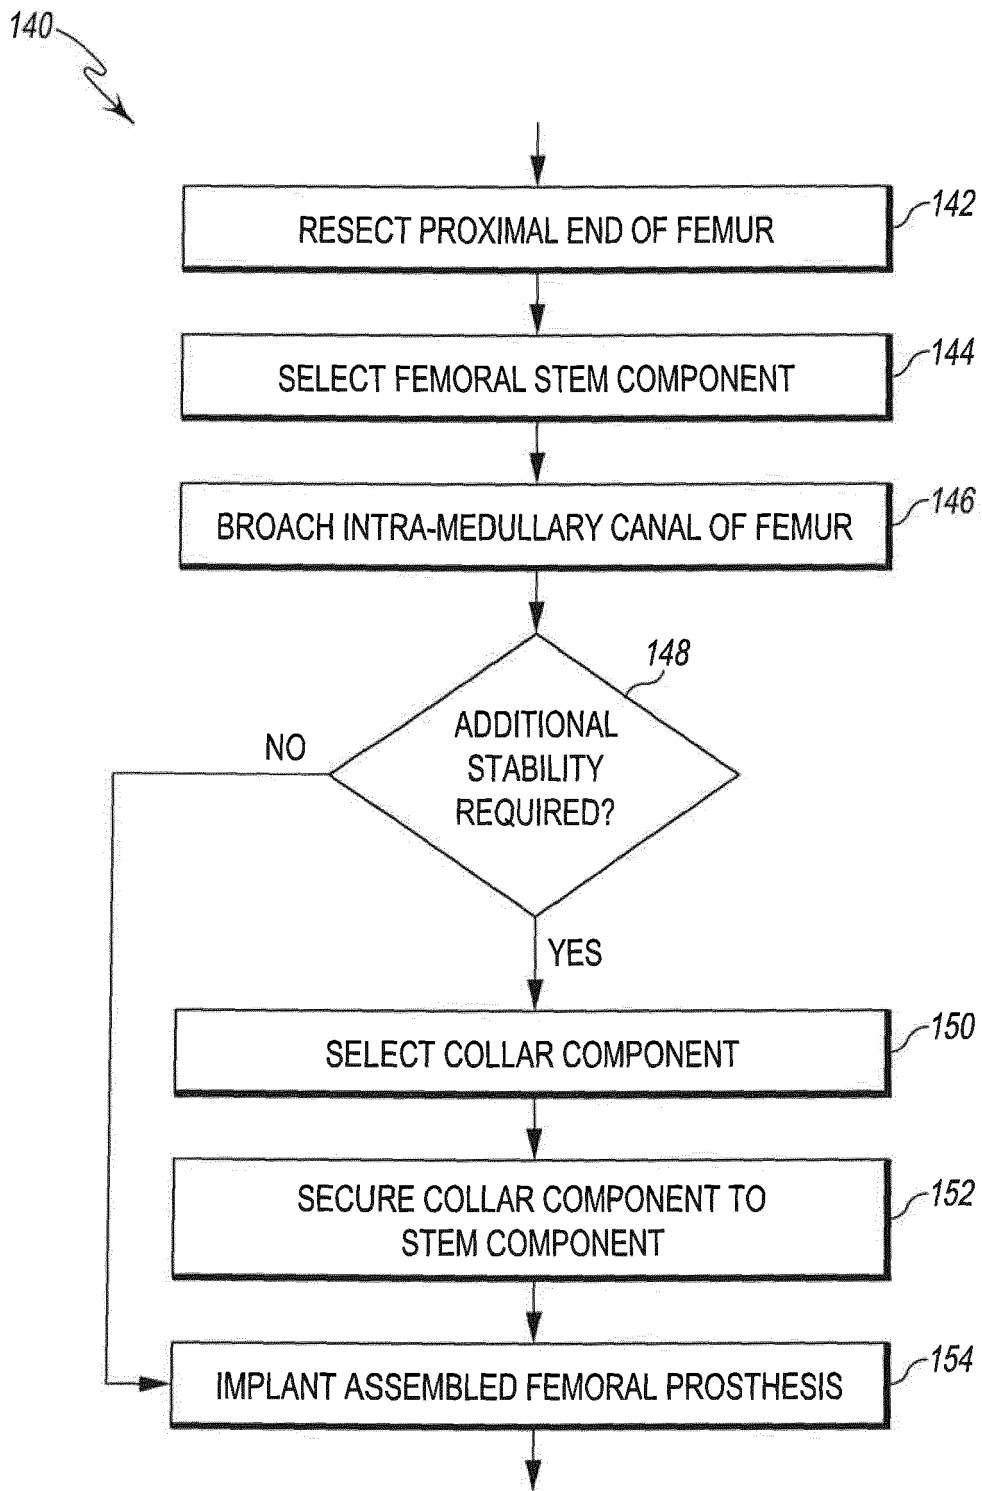 140
RESECT PROXIMAL END OF FEMUR
142
SELECT FEMORAL STEM COMPONENT
144
BROACH INTRA-MEDULLARY CANAL OF FEMUR
146
148
ADDITIONAL
STABILITY
REQUIRED?
NO
YES
SELECT COLLAR COMPONENT
150
SECURE COLLAR COMPONENT TO
STEM COMPONENT
152
IMPLANT ASSEMBLED FEMORAL PROSTHESIS
154